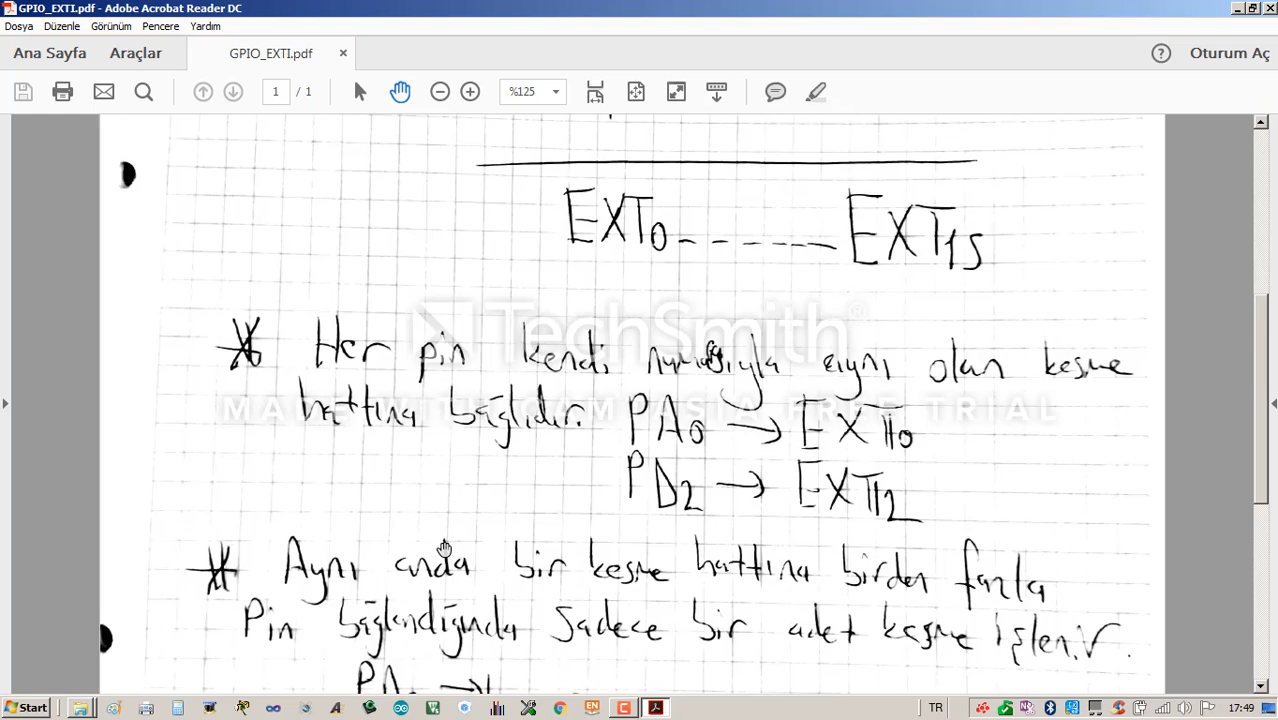 GPIO_EXTI.pdf - Adobe Acrobat Reader DC
Dosya Düzenle Görünüm Pencere Yardım
Ana Sayfa Araçlar GPIO_EXTI.pdf × ? Oturum Aç
1 / 1 %125
EXT0 ------ EXT15
TechSmith
* Her pin kendi numarasıyla aynı olan kesme
MADE WITH CAMTASIA FREE TRIAL
hattına bağlıdır. PA0 → EXTI0
PD2 → EXTI2
* Aynı anda bir kesme hattına birden fazla
Pin bağlandığında sadece bir adet kesme işlenir.
Start EN TR 17:49